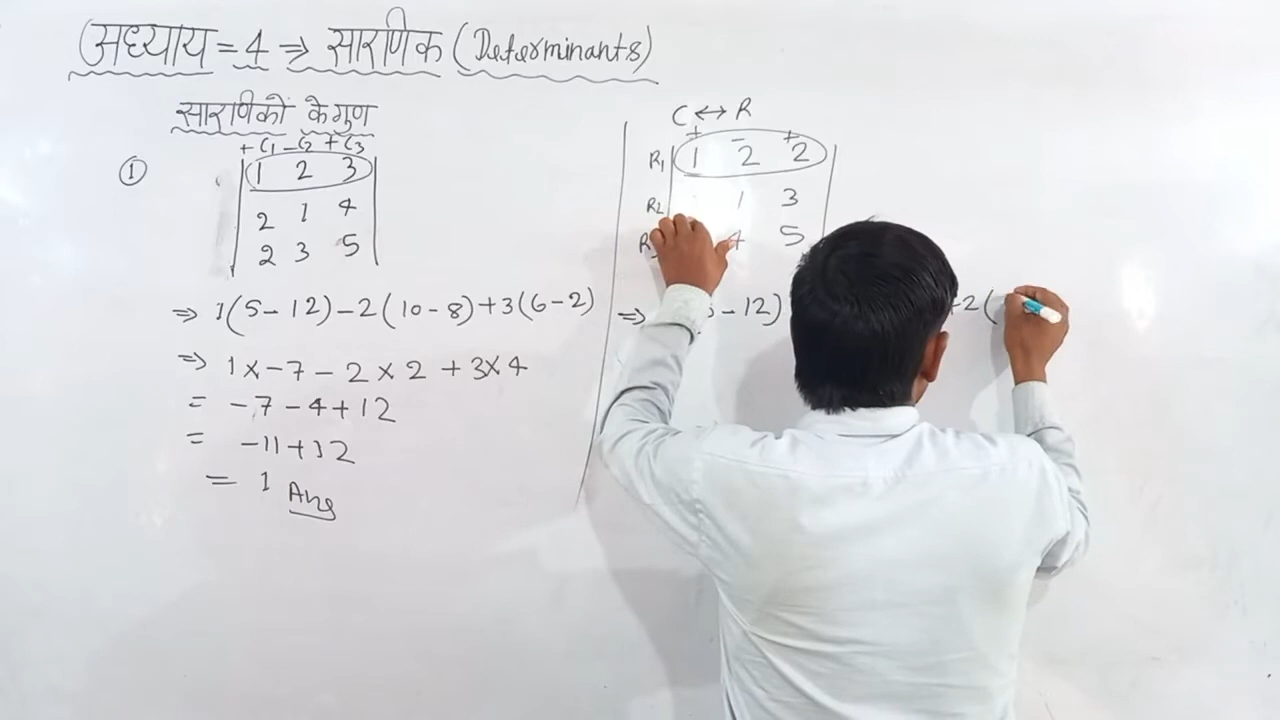 (अध्याय = 4 ⇒ सारणिक (Determinants)
सारणिकों के गुण
+ C1 - C2 + C3
① 1 2 3
2 1 4
2 3 5
⇒ 1(5 - 12) - 2(10 - 8) + 3(6 - 2)
⇒ 1 × -7 - 2 × 2 + 3 × 4
= -7 - 4 + 12
= -11 + 12
= 1 Ans
C ↔ R
+ - +
R1 1 2 2
R2 1 3
R 4 5
⇒ - 12) +2(